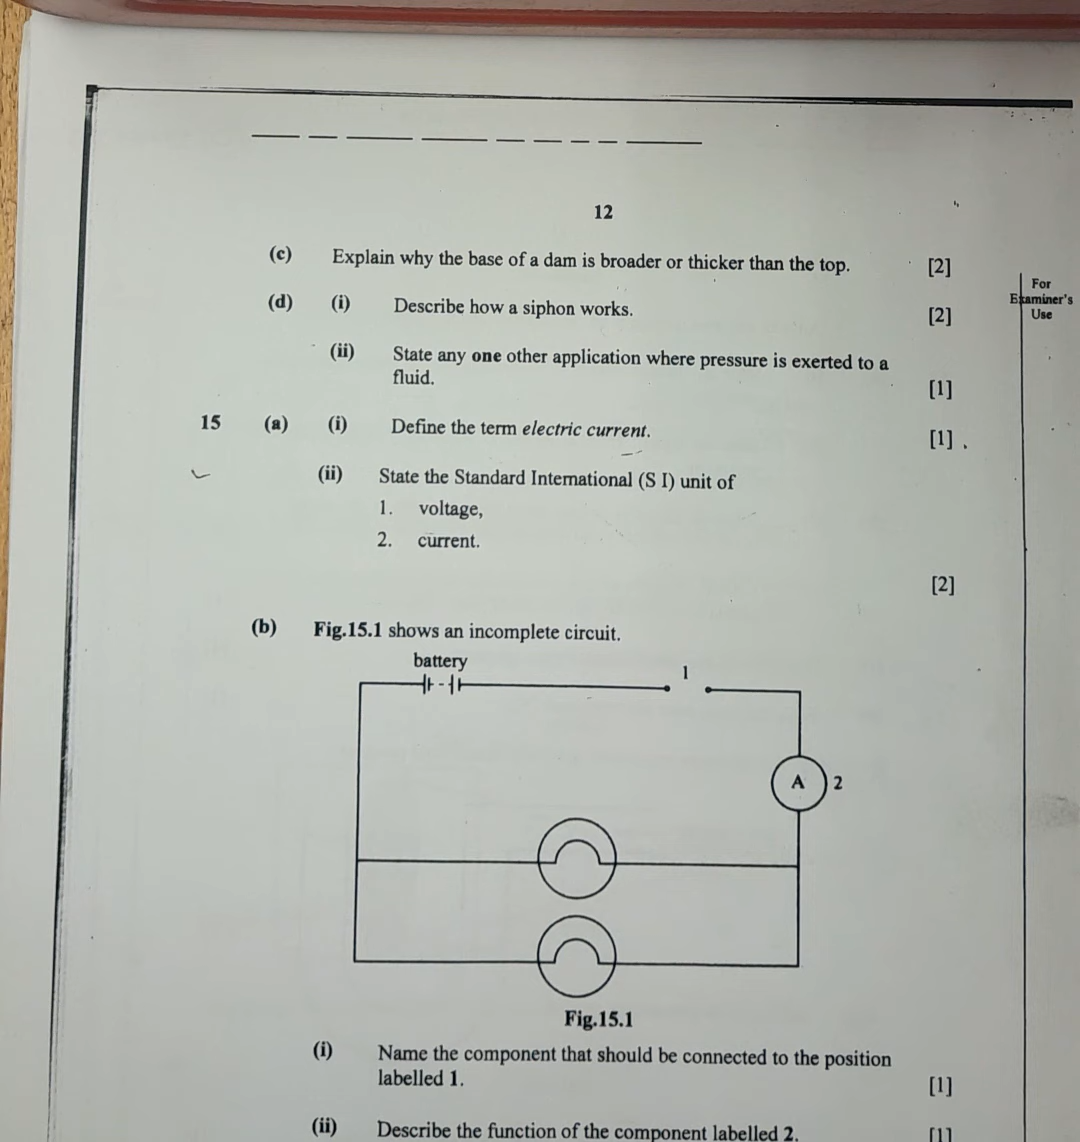 12
(c) Explain why the base of a dam is broader or thicker than the top. [2]
For
Examiner's
Use
(d) (i) Describe how a siphon works. [2]
(ii) State any one other application where pressure is exerted to a
fluid. [1]
15 (a) (i) Define the term electric current. [1]
(ii) State the Standard International (S I) unit of
1. voltage,
2. current.
[2]
(b) Fig.15.1 shows an incomplete circuit.
battery
1
A 2
Fig.15.1
(i) Name the component that should be connected to the position
labelled 1. [1]
(ii) Describe the function of the component labelled 2. [1]